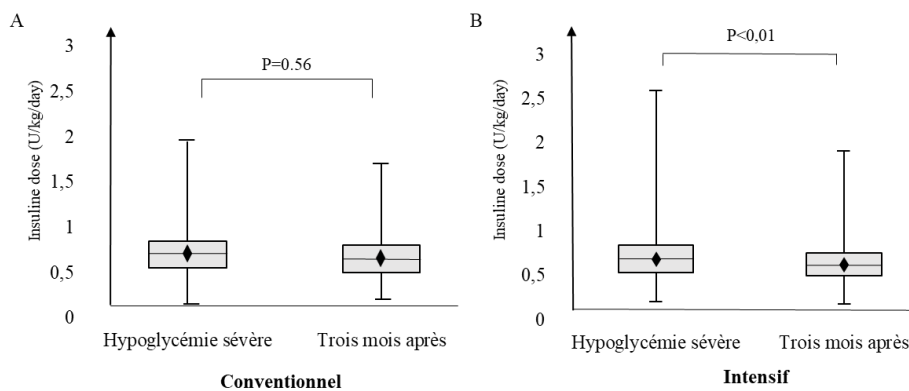 A
Insuline dose (U/kg/day)
3
2,5
2
1,5
1
0,5
0
P=0.56
Hypoglycémie sévère
Trois mois après
Conventionnel
B
Insuline dose (U/kg/day)
3
2,5
2
1,5
1
0,5
0
P<0,01
Hypoglycémie sévère
Trois mois après
Intensif